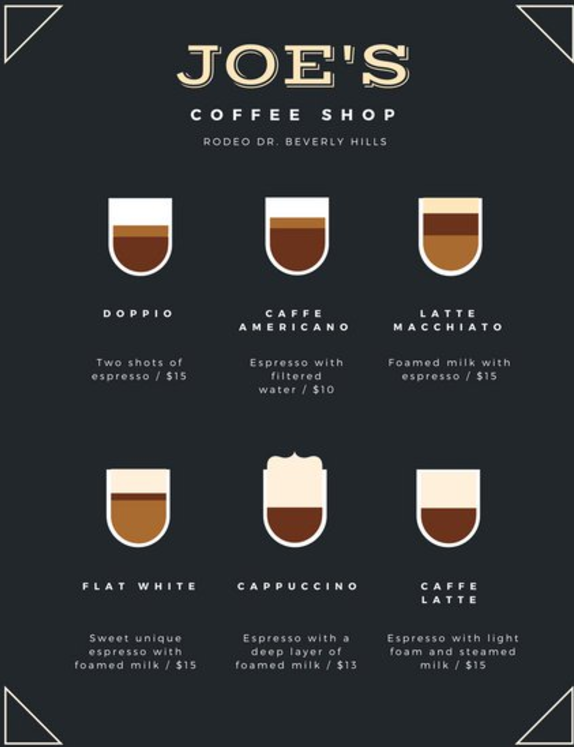 JOE'S
COFFEE SHOP
RODEO DR. BEVERLY HILLS
DOPPIO
Two shots of
espresso / $15
CAFFE
AMERICANO
Espresso with
filtered
water / $10
LATTE
MACCHIATO
Foamed milk with
espresso / $15
FLAT WHITE
Sweet unique
espresso with
foamed milk / $15
CAPPUCCINO
Espresso with a
deep layer of
foamed milk / $13
CAFFE
LATTE
Espresso with light
foam and steamed
milk / $15